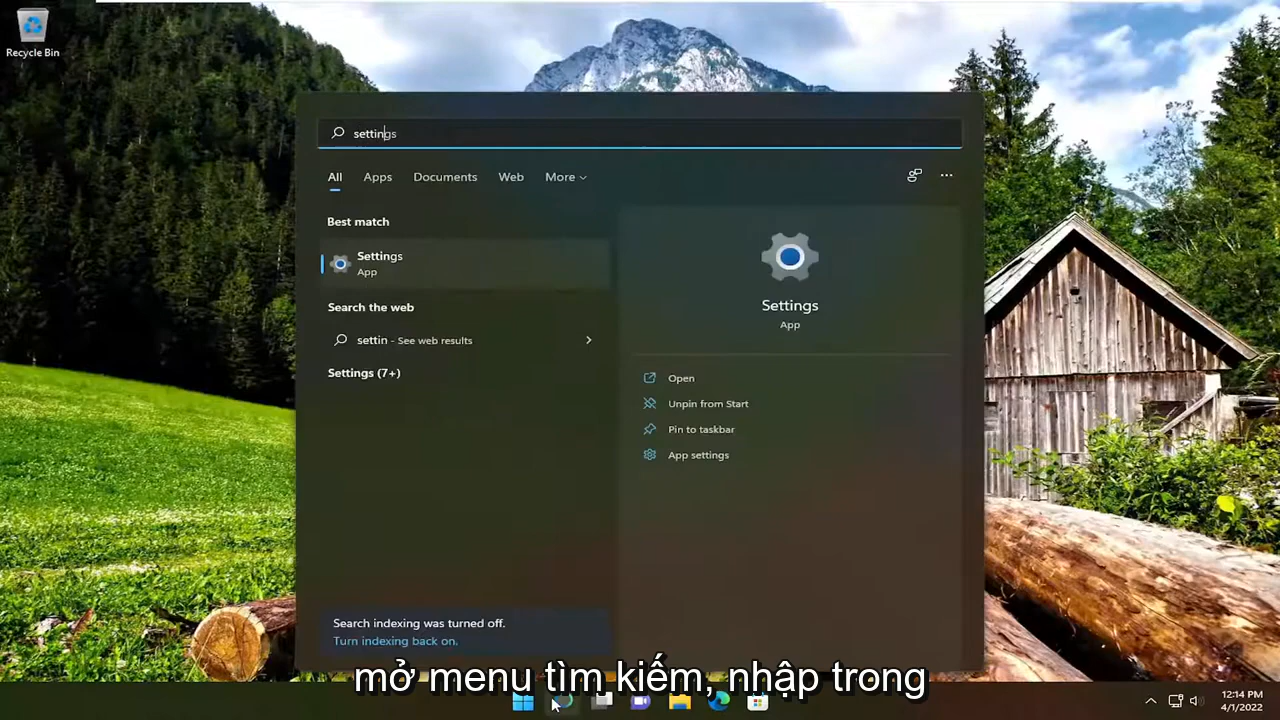 Recycle Bin
settings
All Apps Documents Web More
Best match
Settings
App
Search the web
settin - See web results
Settings (7+)
Settings
App
Open
Unpin from Start
Pin to taskbar
App settings
Search indexing was turned off.
Turn indexing back on.
mở menu tìm kiếm, nhập trong
12:14 PM
4/1/2022